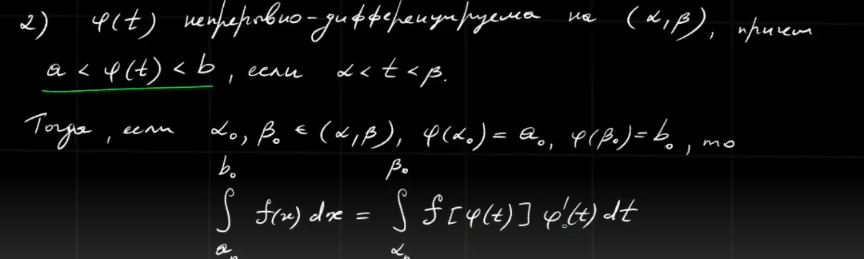 2) φ(t) непрерывно-дифференцируема на (α,β), причем
a < φ(t) < b, если α < t < β.
Тогда, если α₀, β₀ ∈ (α,β), φ(α₀) = a₀, φ(β₀) = b₀, то
b₀ β₀
∫ f(x) dx = ∫ f[φ(t)] φ'(t) dt
a₀ α₀